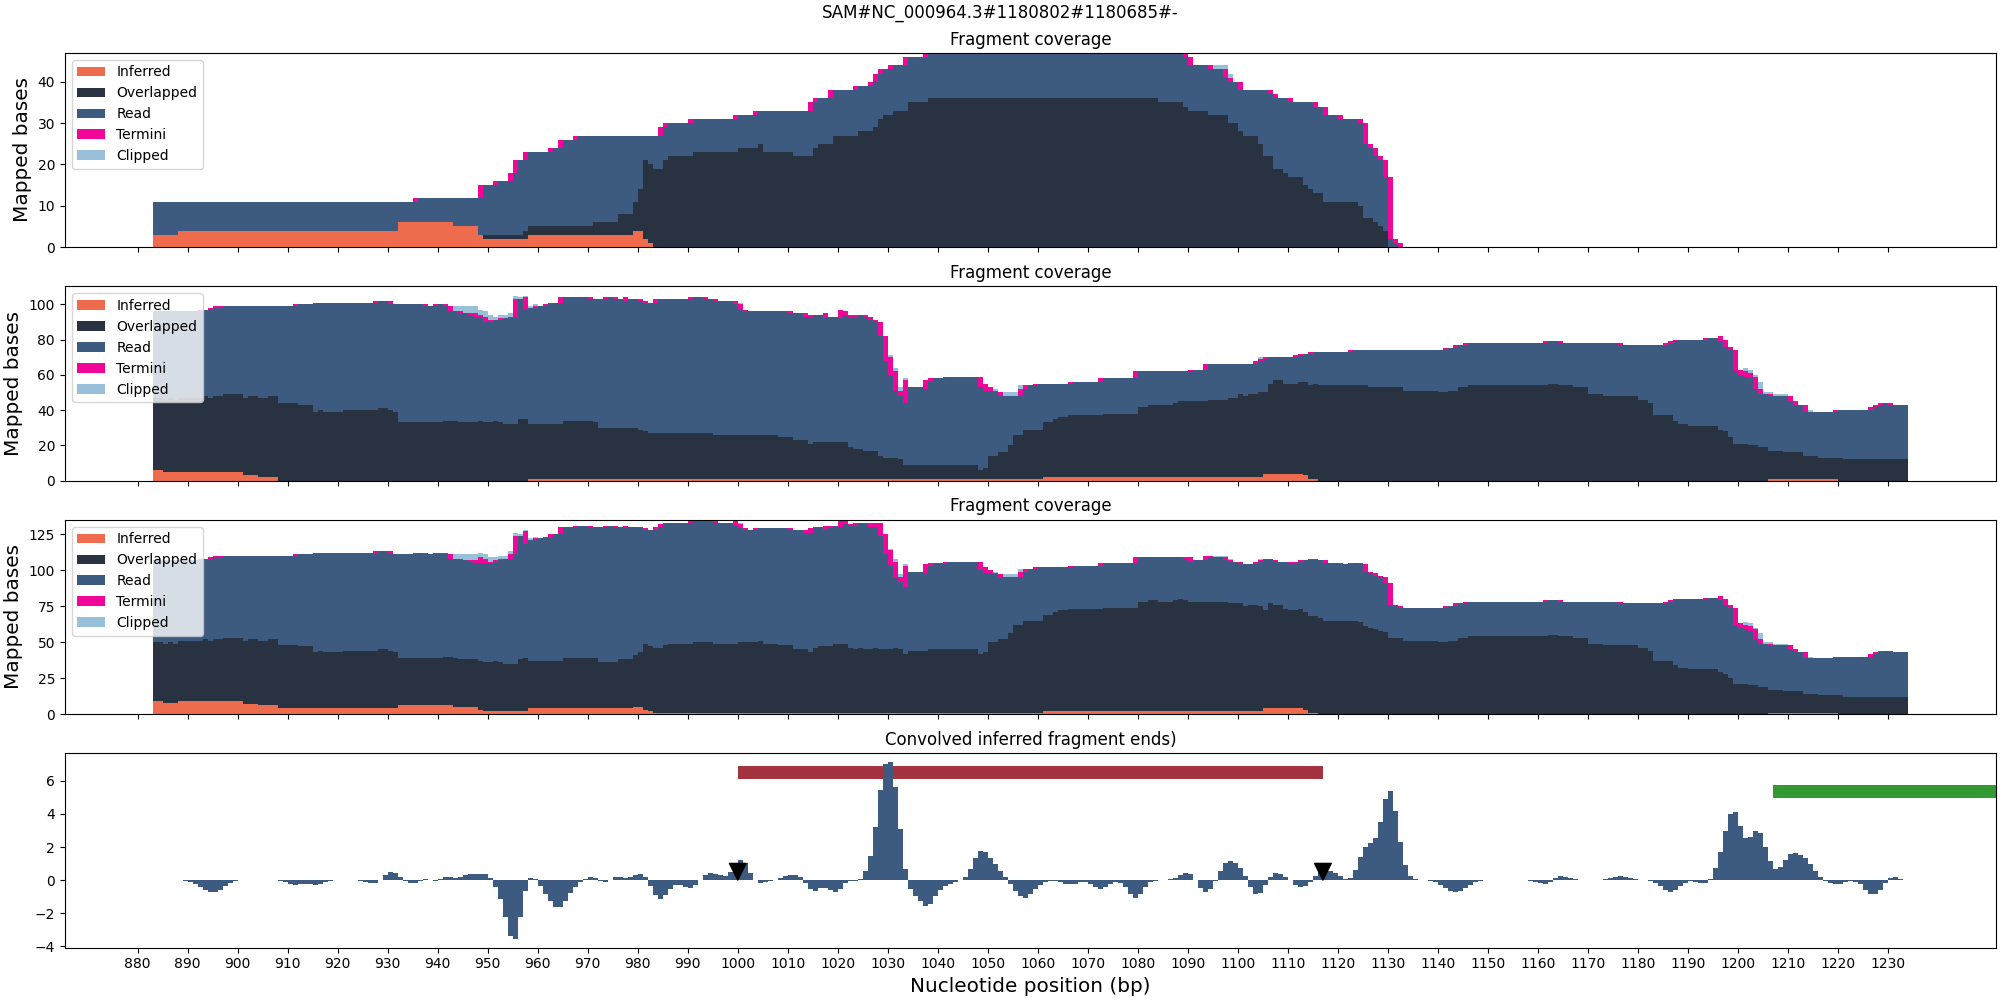 SAM#NC_000964.3#1180802#1180685#-
Fragment coverage
Mapped bases
40
30
20
10
0
Inferred
Overlapped
Read
Termini
Clipped
Fragment coverage
Mapped bases
100
80
60
40
20
0
Inferred
Overlapped
Read
Termini
Clipped
Fragment coverage
Mapped bases
125
100
75
50
25
0
Inferred
Overlapped
Read
Termini
Clipped
Convolved inferred fragment ends)
6
4
2
0
−2
−4
880 890 900 910 920 930 940 950 960 970 980 990 1000 1010 1020 1030 1040 1050 1060 1070 1080 1090 1100 1110 1120 1130 1140 1150 1160 1170 1180 1190 1200 1210 1220 1230
Nucleotide position (bp)